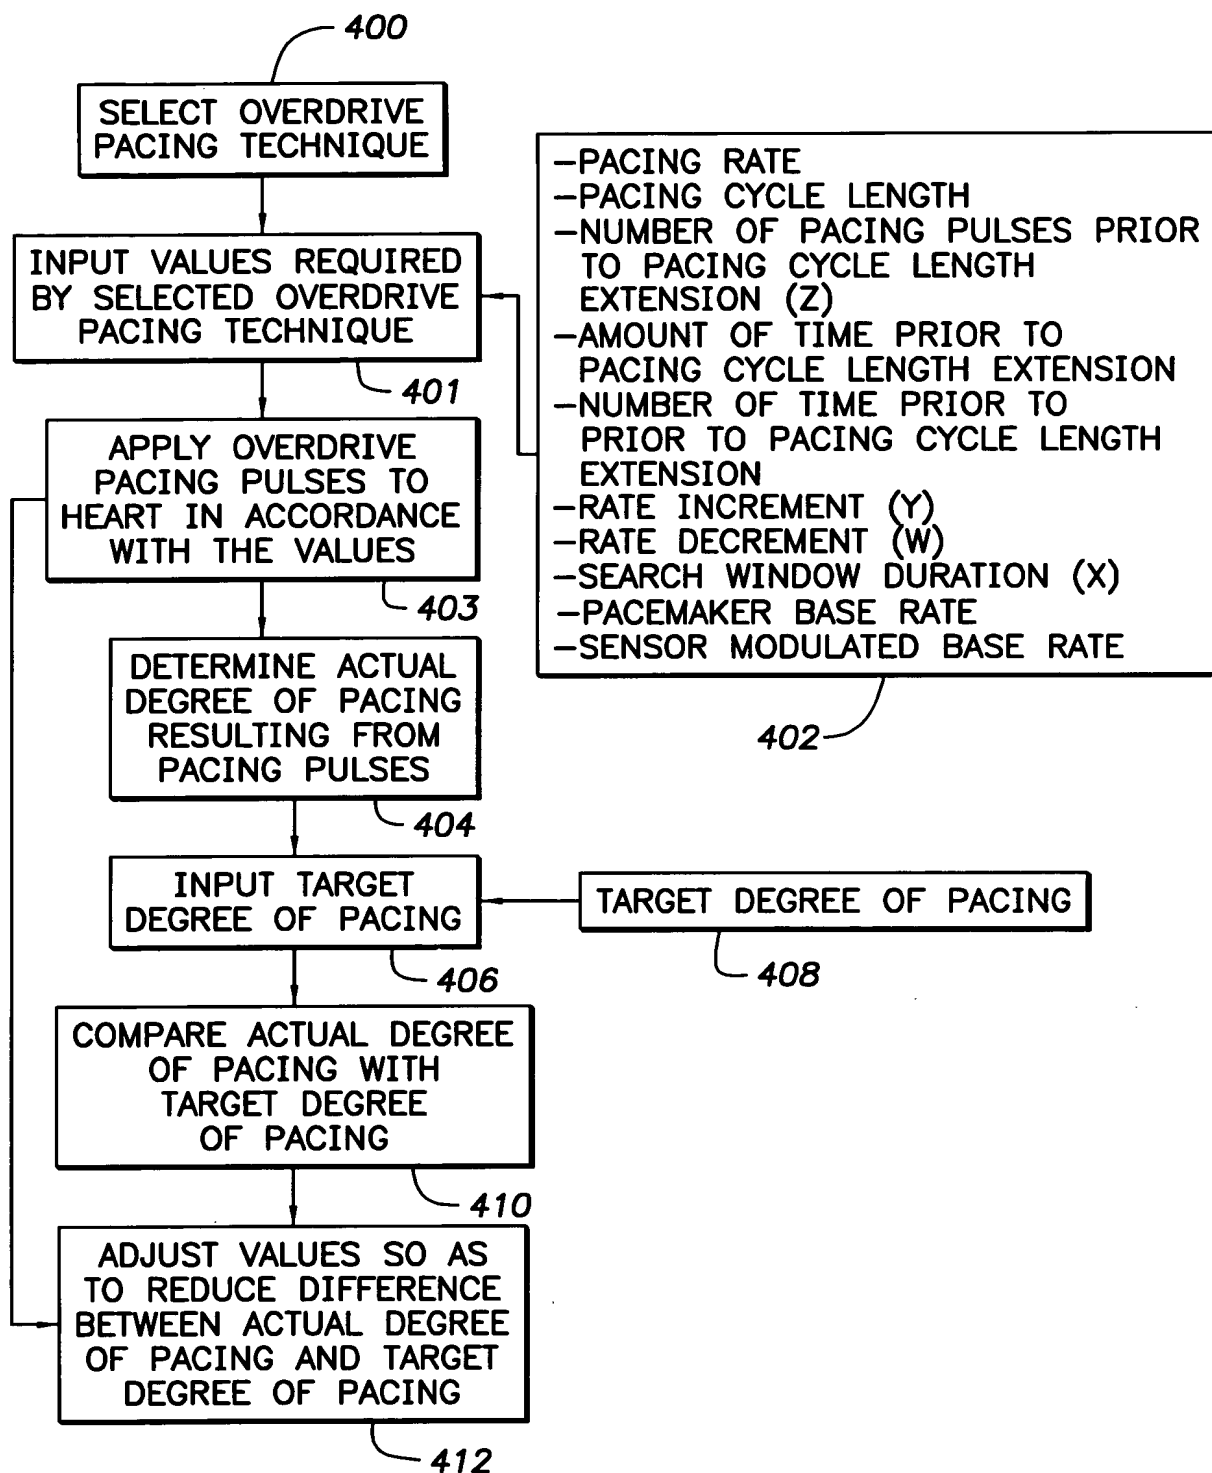 400
SELECT OVERDRIVE
PACING TECHNIQUE
INPUT VALUES REQUIRED
BY SELECTED OVERDRIVE
PACING TECHNIQUE
401
-PACING RATE
-PACING CYCLE LENGTH
-NUMBER OF PACING PULSES PRIOR
TO PACING CYCLE LENGTH
EXTENSION (Z)
-AMOUNT OF TIME PRIOR TO
PACING CYCLE LENGTH EXTENSION
-NUMBER OF TIME PRIOR TO
PRIOR TO PACING CYCLE LENGTH
EXTENSION
-RATE INCREMENT (Y)
-RATE DECREMENT (W)
-SEARCH WINDOW DURATION (X)
-PACEMAKER BASE RATE
-SENSOR MODULATED BASE RATE
402
APPLY OVERDRIVE
PACING PULSES TO
HEART IN ACCORDANCE
WITH THE VALUES
403
DETERMINE ACTUAL
DEGREE OF PACING
RESULTING FROM
PACING PULSES
404
INPUT TARGET
DEGREE OF PACING
406
TARGET DEGREE OF PACING
408
COMPARE ACTUAL DEGREE
OF PACING WITH
TARGET DEGREE
OF PACING
410
ADJUST VALUES SO AS
TO REDUCE DIFFERENCE
BETWEEN ACTUAL DEGREE
OF PACING AND TARGET
DEGREE OF PACING
412